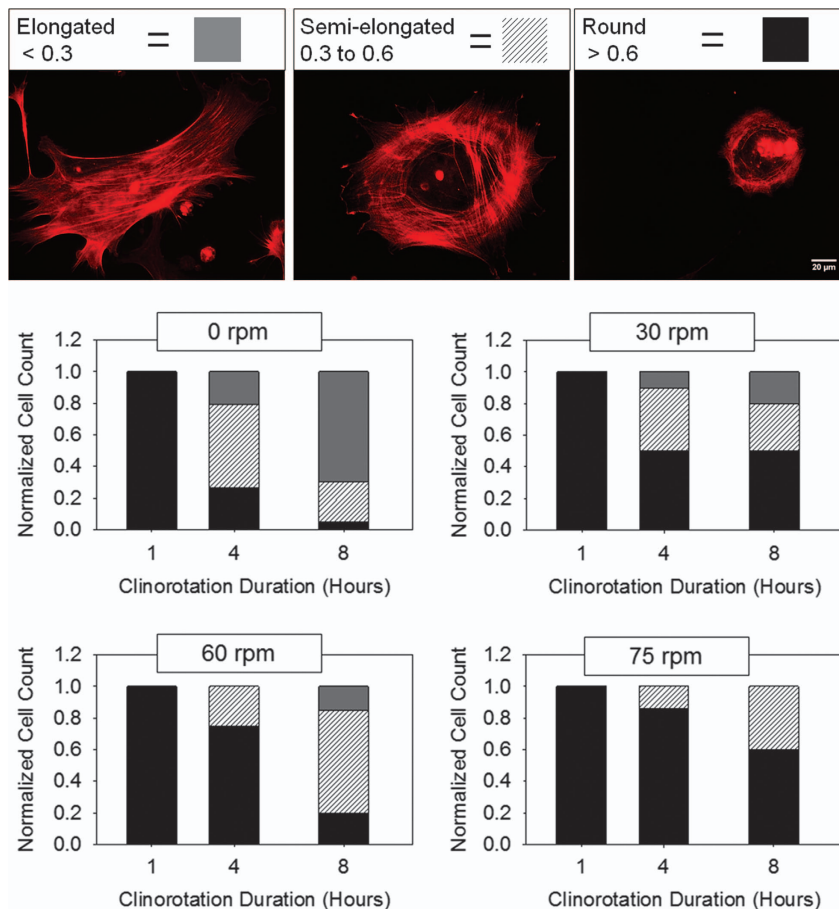 Elongated
< 0.3
=
Semi-elongated
0.3 to 0.6
=
Round
> 0.6
=
20 µm
0 rpm
Normalized Cell Count
1.2
1.0
0.8
0.6
0.4
0.2
0.0
1 4 8
Clinorotation Duration (Hours)
30 rpm
Normalized Cell Count
1.2
1.0
0.8
0.6
0.4
0.2
0.0
1 4 8
Clinorotation Duration (Hours)
60 rpm
Normalized Cell Count
1.2
1.0
0.8
0.6
0.4
0.2
0.0
1 4 8
Clinorotation Duration (Hours)
75 rpm
Normalized Cell Count
1.2
1.0
0.8
0.6
0.4
0.2
0.0
1 4 8
Clinorotation Duration (Hours)